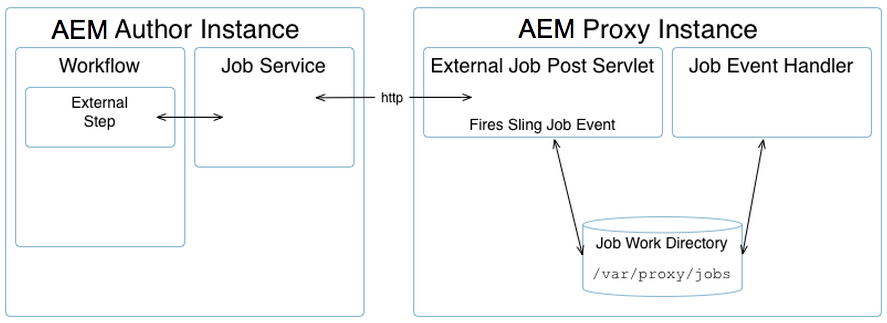 AEM Author Instance
Workflow
External
Step
Job Service
http
AEM Proxy Instance
External Job Post Servlet
Fires Sling Job Event
Job Event Handler
Job Work Directory
/var/proxy/jobs